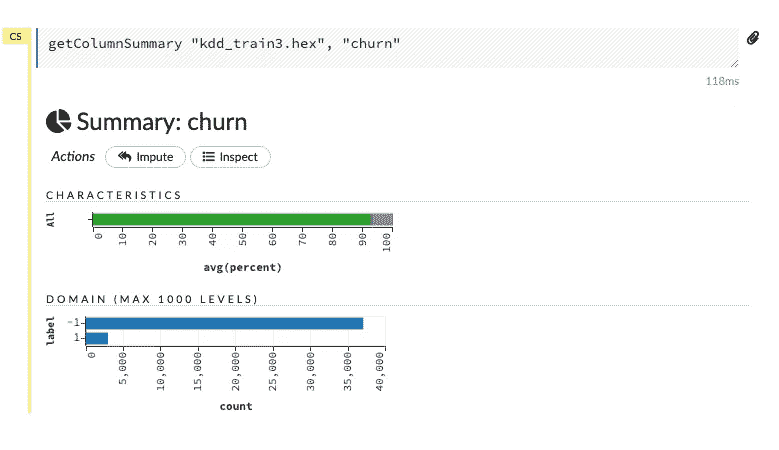 CS
getColumnSummary "kdd_train3.hex", "churn"
118ms
Summary: churn
Actions Impute Inspect
CHARACTERISTICS
All
0 10 20 30 40 50 60 70 80 90 100
avg(percent)
DOMAIN (MAX 1000 LEVELS)
label
-1
1
0 5,000 10,000 15,000 20,000 25,000 30,000 35,000 40,000
count